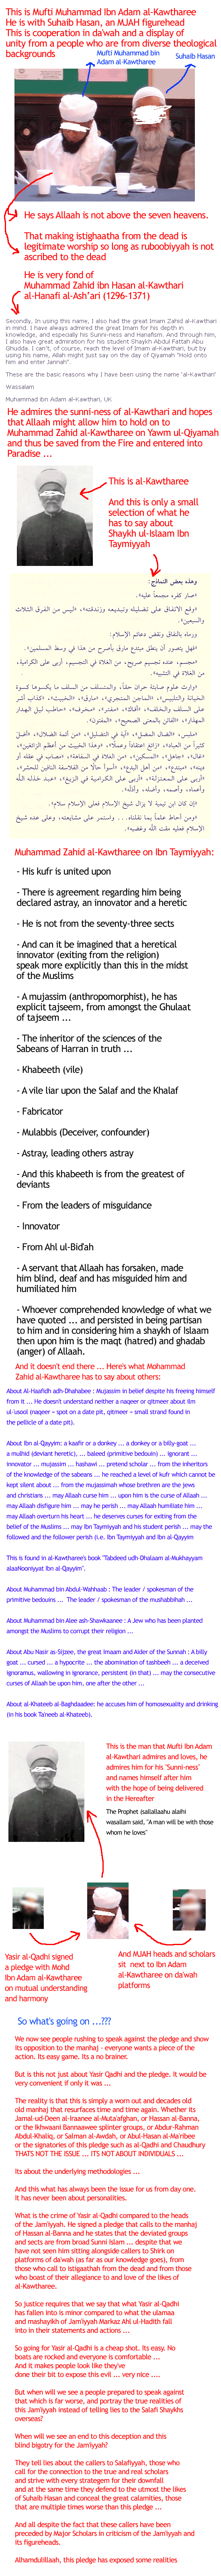 This is Mufti Muhammad Ibn Adam al-Kawtharee
He is with Suhaib Hasan, an MJAH figurehead
This is cooperation in da'wah and a display of
unity from a people who are from diverse theological
backgrounds
Mufti Muhammad bin
Adam al-Kawtharee
Suhaib Hasan
He says Allaah is not above the seven heavens.
That making istighaatha from the dead is
legitimate worship so long as ruboobiyyah is not
ascribed to the dead
He is very fond of
Muhammad Zahid ibn Hasan al-Kawthari
al-Hanafi al-Ash'ari (1296-1371)
Secondly, In using this name, I also had the great Imam Zahid al-Kawthari
in mind. I have always admired this great Imam for his depth in
knowledge, and especially his Sunni-ness and Hanafism. And through him,
I also have great admiration for his student Shaykh Abdul Fattah Abu
Ghudda. I can't, of course, reach the level of Imam al-Kawthari, but by
using his name, Allah might just say on the day of Qiyamah "Hold onto
him and enter Jannah".
These are the basic reasons why I have been using the name 'al-Kawthari'
Wassalam
Muhammad ibn Adam al-Kawthari, UK
He admires the sunni-ness of al-Kawthari and hopes
that Allaah might allow him to hold on to
Muhammad Zahid al-Kawtharee on Yawm ul-Qiyamah
and thus be saved from the Fire and entered into
Paradise ...
This is al-Kawtharee
And this is only a small
selection of what he
has to say about
Shaykh ul-Islaam Ibn
Taymiyyah
وهذه بعض النماذج:
Muhammad Zahid al-Kawtharee on Ibn Taymiyyah:
- His kufr is united upon
- There is agreement regarding him being
declared astray, an innovator and a heretic
- He is not from the seventy-three sects
- And can it be imagined that a heretical
innovator (exiting from the religion)
speak more explicitly than this in the midst
of the Muslims
- A mujassim (anthropomorphist), he has
explicit tajseem, from amongst the Ghulaat
of tajseem ...
- The inheritor of the sciences of the
Sabeans of Harran in truth ...
- Khabeeth (vile)
- A vile liar upon the Salaf and the Khalaf
- Fabricator
- Mulabbis (Deceiver, confounder)
- Astray, leading others astray
- And this khabeeth is from the greatest of
deviants
- From the leaders of misguidance
- Innovator
- From Ahl ul-Bid'ah
- A servant that Allaah has forsaken, made
him blind, deaf and has misguided him and
humiliated him
- Whoever comprehended knowledge of what we
have quoted ... and persisted in being partisan
to him and in considering him a shaykh of Islaam
then upon him is the maqt (hatred) and ghadab
(anger) of Allaah.
And it doesn't end there ... Here's what Mohammad
Zahid al-Kawtharee has to say about others:
About Al-Haafidh adh-Dhahabee : Mujassim in belief despite his freeing himself
from it ... He doesn't understand neither a naqeer or qitmeer about ilm
ul-'usool (naqeer = spot on a date pit, qitmeer = small strand found in
the pellicle of a date pit).
About Ibn al-Qayyim: a kaafir or a donkey ... a donkey or a billy-goat ...
a mulhid (deviant heretic), ... baleed (primitive bedouin) ... ignorant ...
innovator ... mujassim ... hashawi ... pretend scholar ... from the inheritors
of the knowledge of the sabeans ... he reached a level of kufr which cannot be
kept silent about ... from the mujassimah whose brethren are the jews
and christians ... may Allaah curse him ... upon him is the curse of Allaah ...
may Allaah disfigure him ... may he perish ... may Allaah humiliate him ...
may Allaah overturn his heart ... he deserves curses for exiting from the
belief of the Muslims ... may Ibn Taymiyyah and his student perish ... may the
followed and the follower perish (i.e. Ibn Taymiyyah and Ibn al-Qayyim
This is found in al-Kawtharee's book "Tabdeed udh-Dhalaam al-Mukhayyam
alaaNooniyyat Ibn al-Qayyim".
About Muhammad bin Abdul-Wahhaab : The leader / spokesman of the
primitive bedouins ... The leader / spokesman of the mushabbihah ...
About Muhammad bin Alee ash-Shawkaanee : A Jew who has been planted
amongst the Muslims to corrupt their religion ...
About Abu Nasir as-Sijzee, the great Imaam and Aider of the Sunnah : A billy
goat ... cursed ... a hypocrite ... the abomination of tashbeeh ... a deceived
ignoramus, wallowing in ignorance, persistent (in that) ... may the consecutive
curses of Allaah be upon him, one after the other ...
About al-Khateeb al-Baghdaadee: he accuses him of homosexuality and drinking
(in his book Ta'neeb al-Khateeb).
This is the man that Mufti Ibn Adam
al-Kawthari admires and loves, he
admires him for his "Sunni-ness"
and names himself after him
with the hope of being delivered
in the Hereafter
The Prophet (sallallaahu alaihi
wasallam said, "A man will be with those
whom he loves"
Yasir al-Qadhi signed
a pledge with Mohd
Ibn Adam al-Kawtharee
on mutual understanding
and harmony
And MJAH heads and scholars
sit next to Ibn Adam
al-Kawtharee on da'wah
platforms
So what's going on ...???
We now see people rushing to speak against the pledge and show
its opposition to the manhaj - everyone wants a piece of the
action. Its easy game. Its a no brainer.
But is this not just about Yasir Qadhi and the pledge. It would be
very convenient if only it was ...
The reality is that this is simply a worn out and decades old
old manhaj that resurfaces time and time again. Whether its
Jamal-ud-Deen al-Iraanee al-Muta'afghan, or Hassan al-Banna,
or the Ikhwaani Bannaawee splinter groups, or Abdur-Rahman
Abdul-Khaliq, or Salman al-Awdah, or Abul-Hasan al-Ma'ribee
or the signatories of this pledge such as al-Qadhi and Chaudhury
THATS NOT THE ISSUE ... ITS NOT ABOUT INDIVIDUALS ...
Its about the underlying methodologies ...
And this what has always been the issue for us from day one.
It has never been about personalities.
What is the crime of Yasir al-Qadhi compared to the heads
of the Jam'iyyah. He signed a pledge that calls to the manhaj
of Hassan al-Banna and he states that the deviated groups
and sects are from broad Sunni Islam ... despite that we
have not seen him sitting alongside callers to Shirk on
platforms of da'wah (as far as our knowledge goes), from
those who call to istigaathah from the dead and from those
who boast of their allegiance to and love of the likes of
al-Kawtharee.
So justice requires that we say that what Yasir al-Qadhi
has fallen into is minor compared to what the ulamaa
and mashayikh of Jam'iyyah Markaz Ahl ul-Hadith fall
into in their statements and actions ...
So going for Yasir al-Qadhi is a cheap shot. Its easy. No
boats are rocked and everyone is comfortable ...
And it makes people look like they've
done their bit to expose this evil ... very nice ....
But when will we see a people prepared to speak against
that which is far worse, and portray the true realities of
this Jam'iyyah instead of telling lies to the Salafi Shaykhs
overseas?
When will we see an end to this deception and this
blind bigotry for the Jam'iyyah?
They tell lies about the callers to Salafiyyah, those who
call for the connection to the true and real scholars
and strive with every strategem for their downfall
and at the same time they defend to the utmost the likes
of Suhaib Hasan and conceal the great calamities, those
that are multiple times worse than this pledge ...
And all despite the fact that these callers have been
preceded by Major Scholars in criticism of the Jam'iyyah and
its figureheads.
Alhamdulillaah, this pledge has exposed some realities